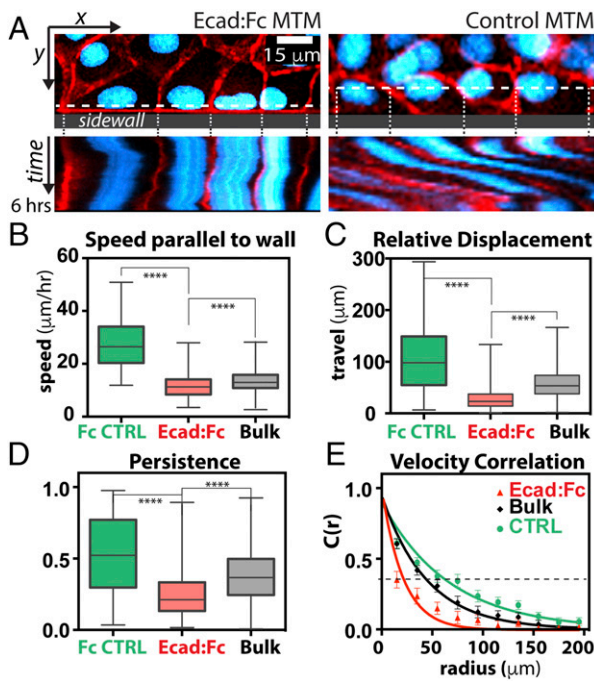 A
x
Ecad:Fc MTM
Control MTM
y
15 μm
sidewall
time
6 hrs
B
Speed parallel to wall
speed (μm/hr)
60
40
20
0
****
****
Fc CTRL
Ecad:Fc
Bulk
C
Relative Displacement
travel (μm)
300
200
100
0
****
****
Fc CTRL
Ecad:Fc
Bulk
D
Persistence
1.0
0.5
0.0
****
****
Fc CTRL
Ecad:Fc
Bulk
E
Velocity Correlation
C(r)
1.0
0.5
0.0
Ecad:Fc
Bulk
CTRL
0
50
100
150
200
radius (μm)